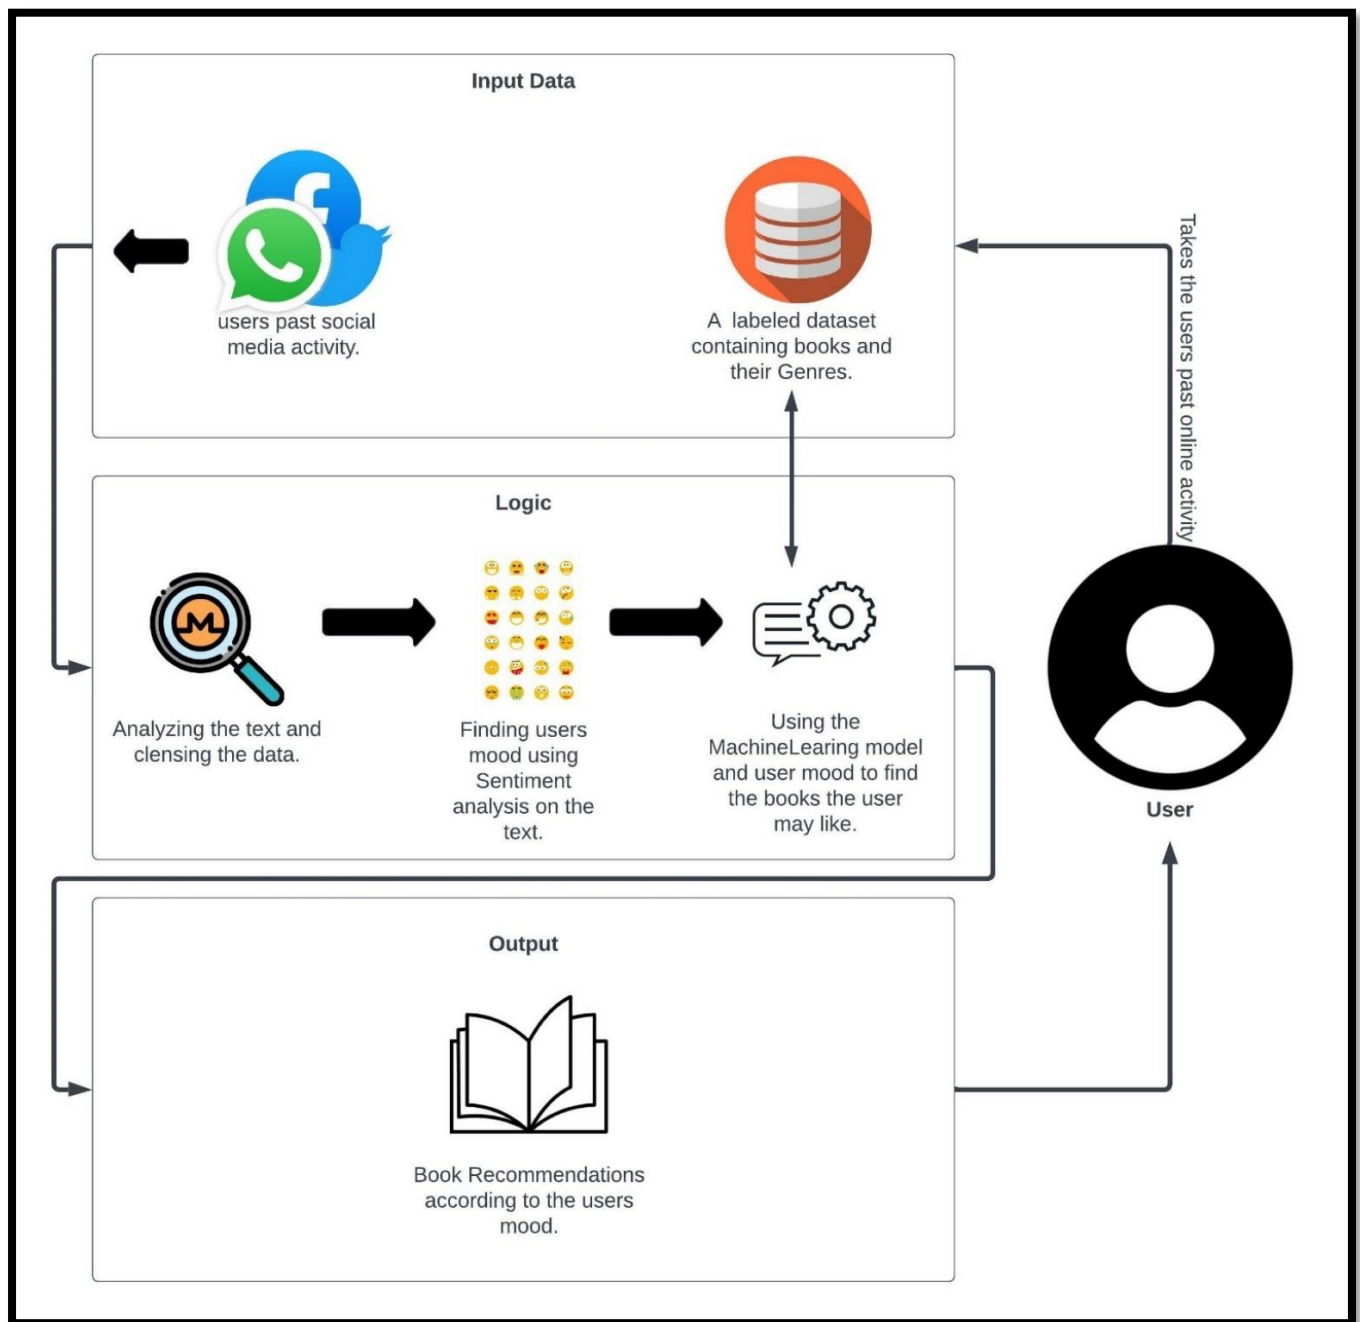 Input Data
users past social
media activity.
A labeled dataset
containing books and
their Genres.
Takes the users past online activity
Logic
Analyzing the text and
clensing the data.
Finding users
mood using
Sentiment
analysis on the
text.
Using the
MachineLearing model
and user mood to find
the books the user
may like.
User
Output
Book Recommendations
according to the users
mood.